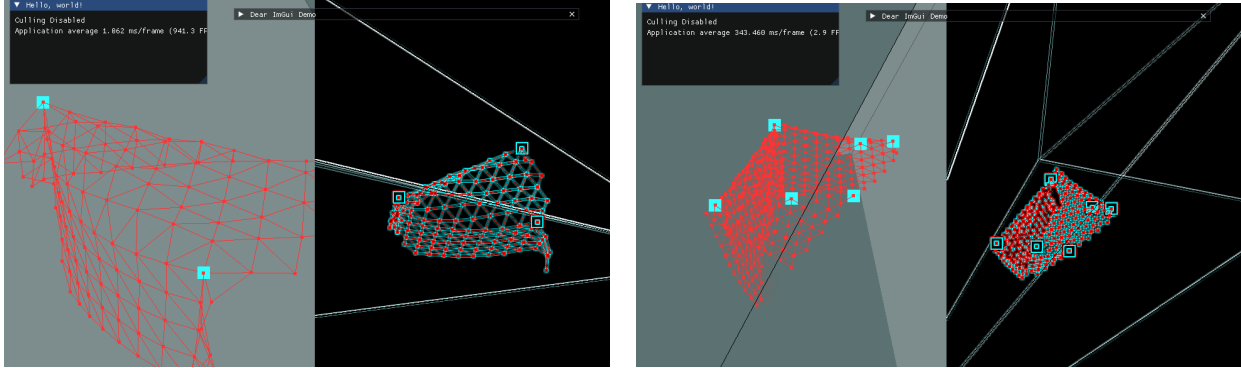 ▼ Hello, world!
Culling Disabled
Application average 1.862 ms/frame (941.3 FP
▶ Dear ImGui Demo
▼ Hello, world!
Culling Disabled
Application average 343.460 ms/frame (2.9 FP
▶ Dear ImGui Demo